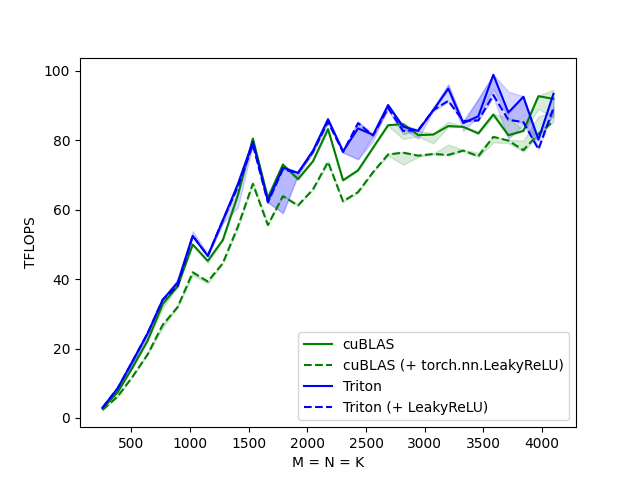 100
80
60
40
20
0
TFLOPS
cuBLAS
cuBLAS (+ torch.nn.LeakyReLU)
Triton
Triton (+ LeakyReLU)
500 1000 1500 2000 2500 3000 3500 4000
M = N = K